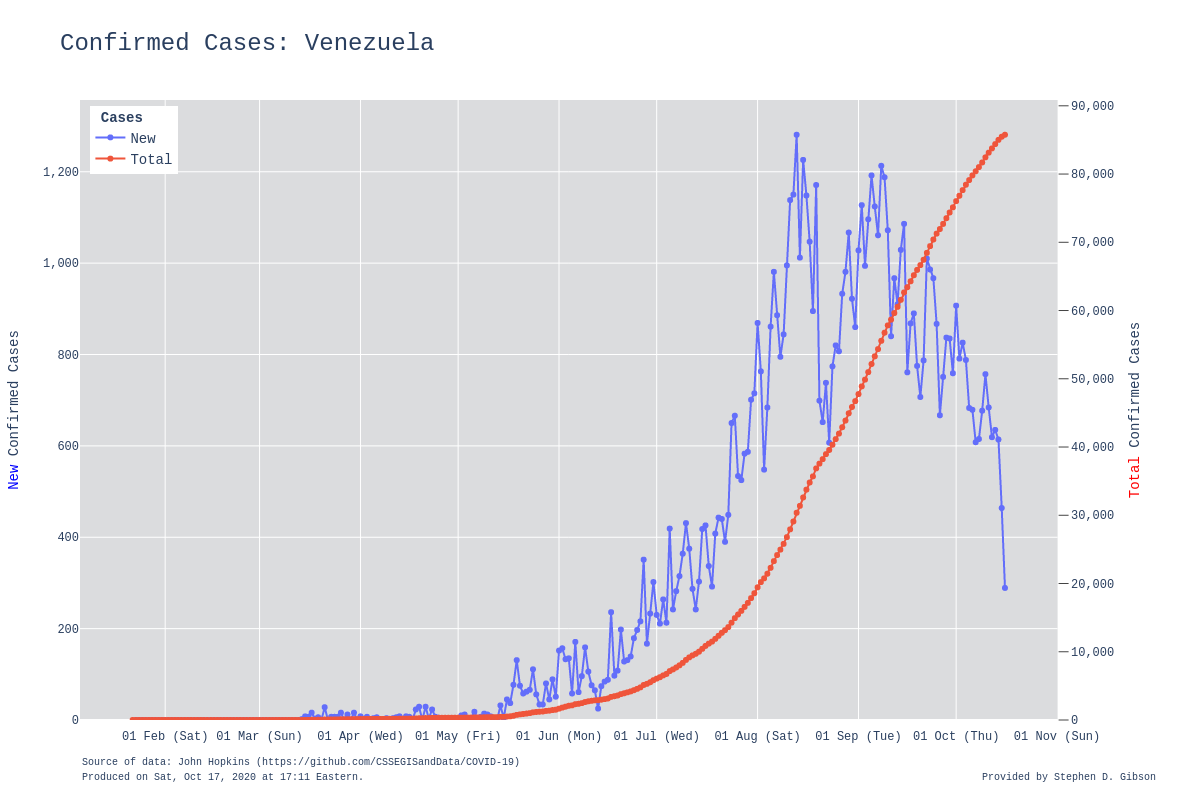 Confirmed Cases: Venezuela
Cases
New
Total
1,200
1,000
800
600
400
200
0
New Confirmed Cases
90,000
80,000
70,000
60,000
50,000
40,000
30,000
20,000
10,000
0
Total Confirmed Cases
01 Feb (Sat) 01 Mar (Sun) 01 Apr (Wed) 01 May (Fri) 01 Jun (Mon) 01 Jul (Wed) 01 Aug (Sat) 01 Sep (Tue) 01 Oct (Thu) 01 Nov (Sun)
Source of data: John Hopkins (https://github.com/CSSEGISandData/COVID-19)
Produced on Sat, Oct 17, 2020 at 17:11 Eastern.
Provided by Stephen D. Gibson